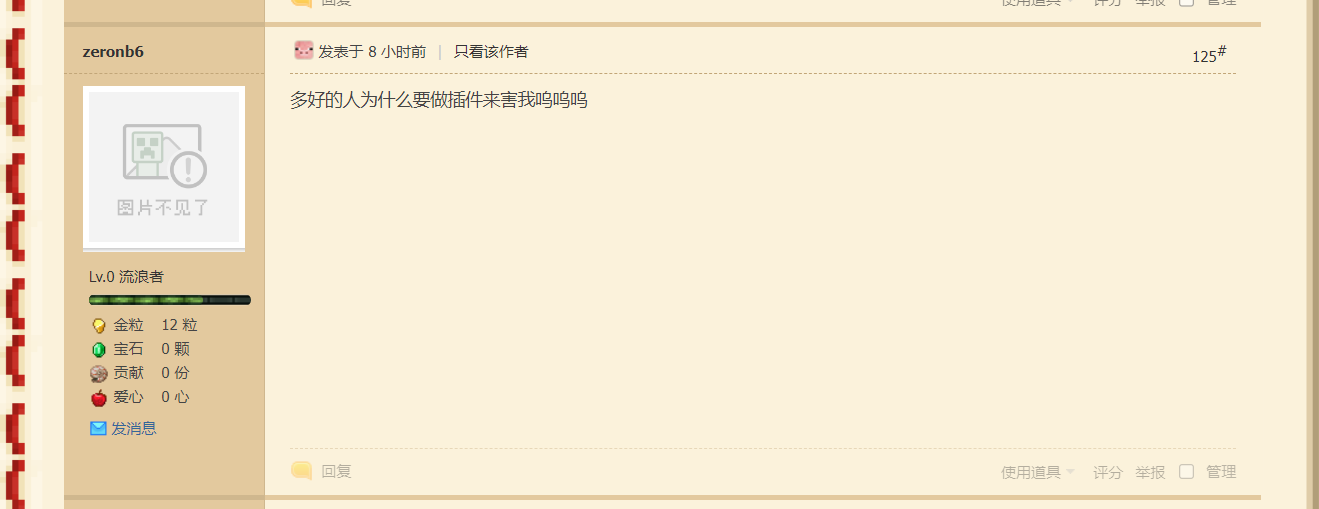 回复
使用道具 评分 举报 管理
zeronb6
发表于 8 小时前 | 只看该作者
125#
多好的人为什么要做插件来害我呜呜呜
图片不见了
Lv.0 流浪者
金粒 12 粒
宝石 0 颗
贡献 0 份
爱心 0 心
发消息
回复
使用道具 评分 举报 管理